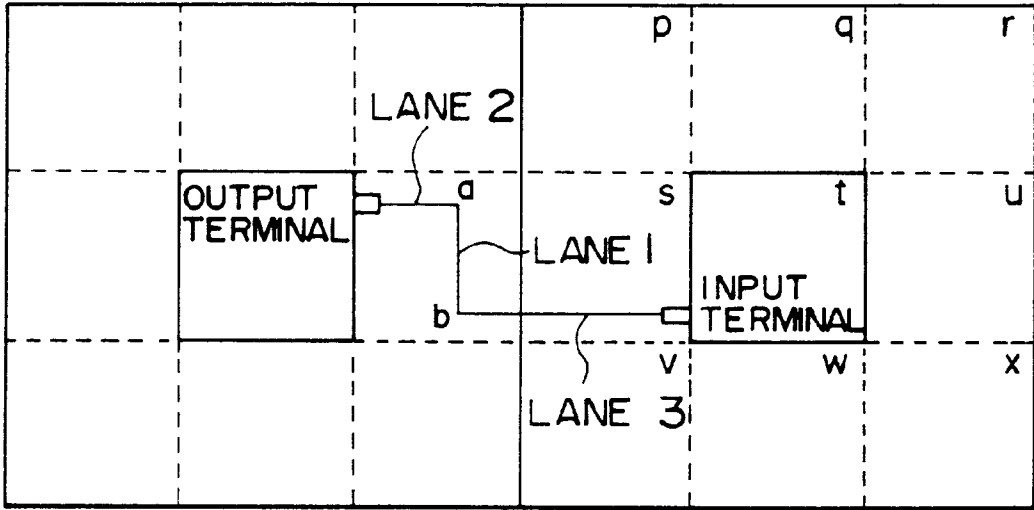 p q r
LANE 2
OUTPUT
TERMINAL
a s t u
LANE 1
b
INPUT
TERMINAL
v w x
LANE 3